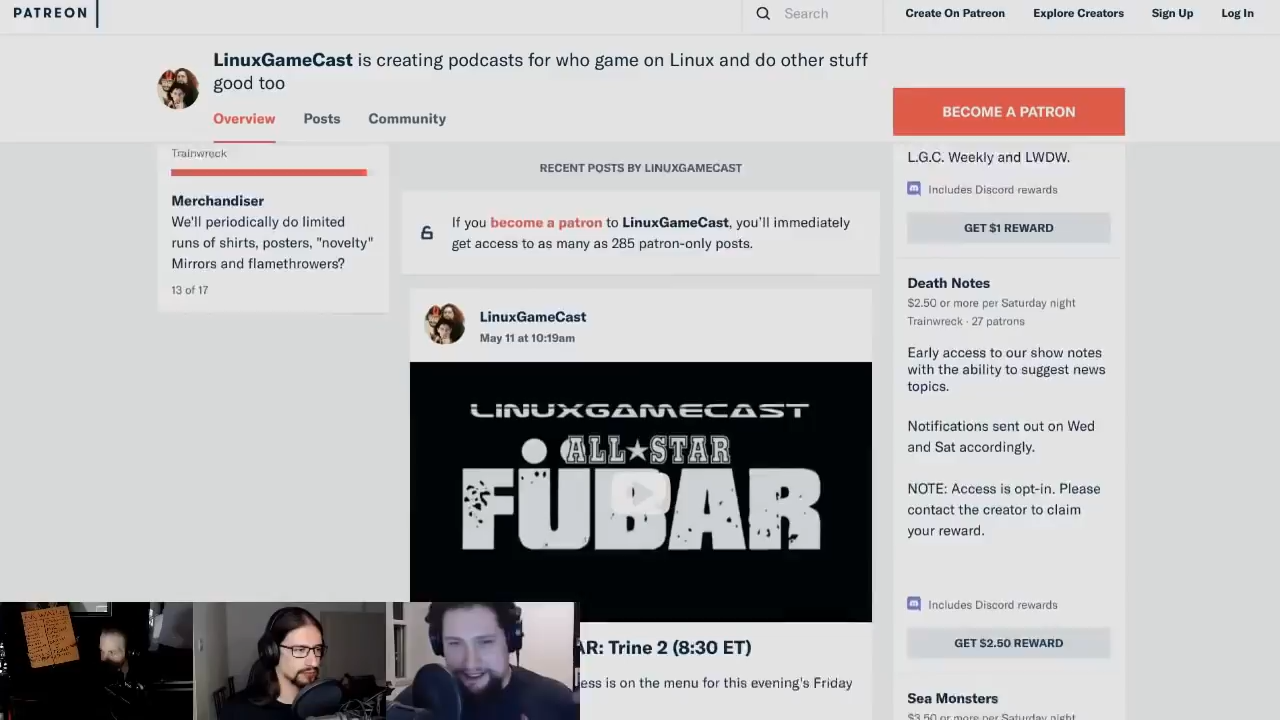 PATREON
Search
Create On Patreon
Explore Creators
Sign Up
Log In
LinuxGameCast is creating podcasts for who game on Linux and do other stuff
good too
Overview
Posts
Community
BECOME A PATRON
Trainwreck
Merchandiser
We'll periodically do limited
runs of shirts, posters, "novelty"
Mirrors and flamethrowers?
13 of 17
RECENT POSTS BY LINUXGAMECAST
If you become a patron to LinuxGameCast, you'll immediately
get access to as many as 285 patron-only posts.
LinuxGameCast
May 11 at 10:19am
LINUXGAMECAST
ALL★STAR
FUBAR
AR: Trine 2 (8:30 ET)
ess is on the menu for this evening's Friday
L.G.C. Weekly and LWDW.
Includes Discord rewards
GET $1 REWARD
Death Notes
$2.50 or more per Saturday night
Trainwreck · 27 patrons
Early access to our show notes
with the ability to suggest news
topics.
Notifications sent out on Wed
and Sat accordingly.
NOTE: Access is opt-in. Please
contact the creator to claim
your reward.
Includes Discord rewards
GET $2.50 REWARD
Sea Monsters
$3.50 or more per Saturday night